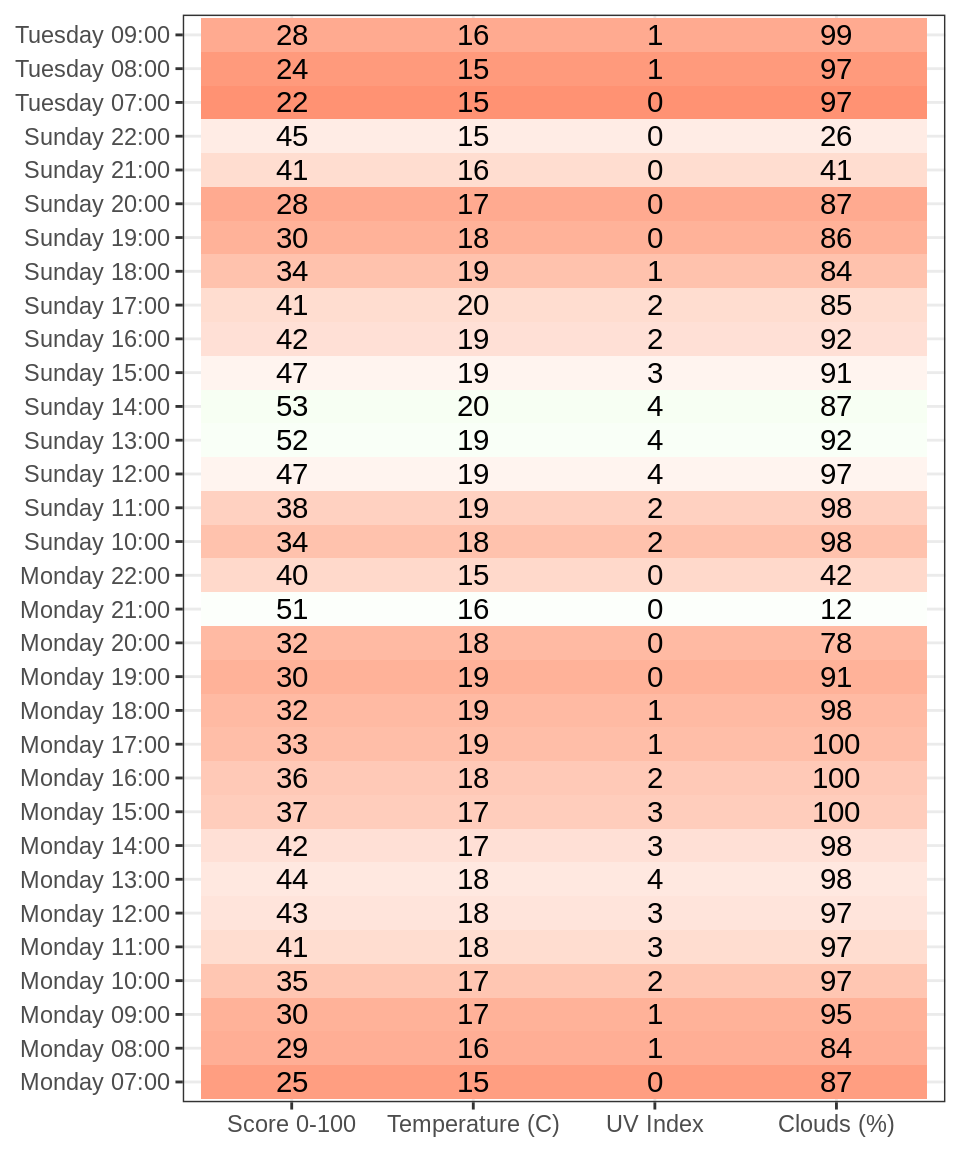 Tuesday 09:00 28 16 1 99
Tuesday 08:00 24 15 1 97
Tuesday 07:00 22 15 0 97
Sunday 22:00 45 15 0 26
Sunday 21:00 41 16 0 41
Sunday 20:00 28 17 0 87
Sunday 19:00 30 18 0 86
Sunday 18:00 34 19 1 84
Sunday 17:00 41 20 2 85
Sunday 16:00 42 19 2 92
Sunday 15:00 47 19 3 91
Sunday 14:00 53 20 4 87
Sunday 13:00 52 19 4 92
Sunday 12:00 47 19 4 97
Sunday 11:00 38 19 2 98
Sunday 10:00 34 18 2 98
Monday 22:00 40 15 0 42
Monday 21:00 51 16 0 12
Monday 20:00 32 18 0 78
Monday 19:00 30 19 0 91
Monday 18:00 32 19 1 98
Monday 17:00 33 19 1 100
Monday 16:00 36 18 2 100
Monday 15:00 37 17 3 100
Monday 14:00 42 17 3 98
Monday 13:00 44 18 4 98
Monday 12:00 43 18 3 97
Monday 11:00 41 18 3 97
Monday 10:00 35 17 2 97
Monday 09:00 30 17 1 95
Monday 08:00 29 16 1 84
Monday 07:00 25 15 0 87
Score 0-100 Temperature (C) UV Index Clouds (%)